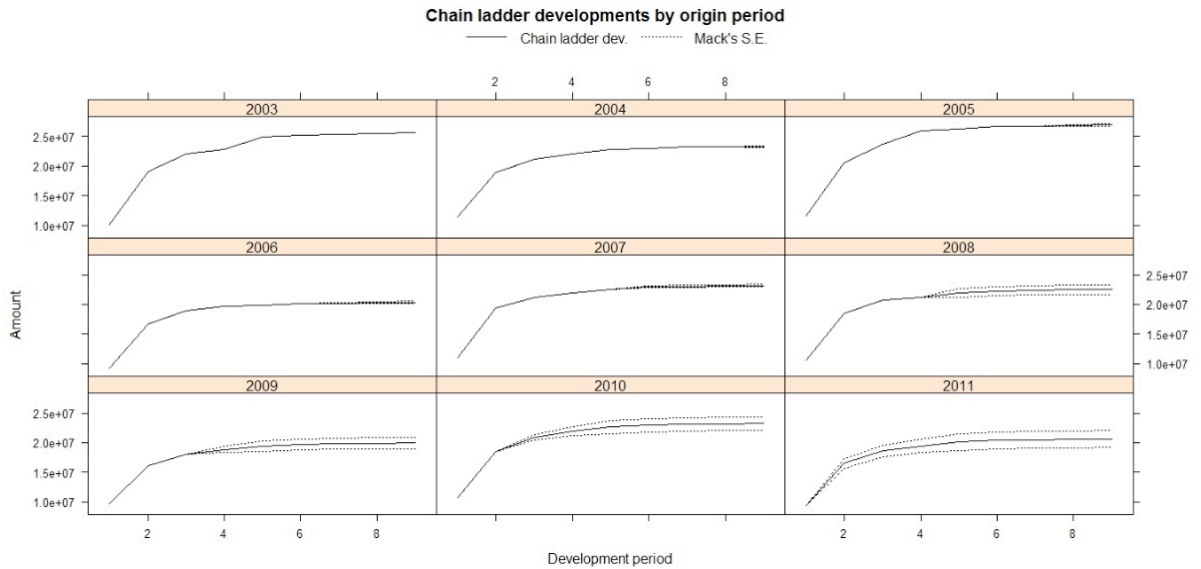 Chain ladder developments by origin period
Chain ladder dev. Mack's S.E.
2 4 6 8
2003 2004 2005
2.5e+07
2.0e+07
1.5e+07
1.0e+07
2006 2007 2008
2.5e+07
2.0e+07
1.5e+07
1.0e+07
Amount
2009 2010 2011
2.5e+07
2.0e+07
1.5e+07
1.0e+07
2 4 6 8 2 4 6 8
Development period